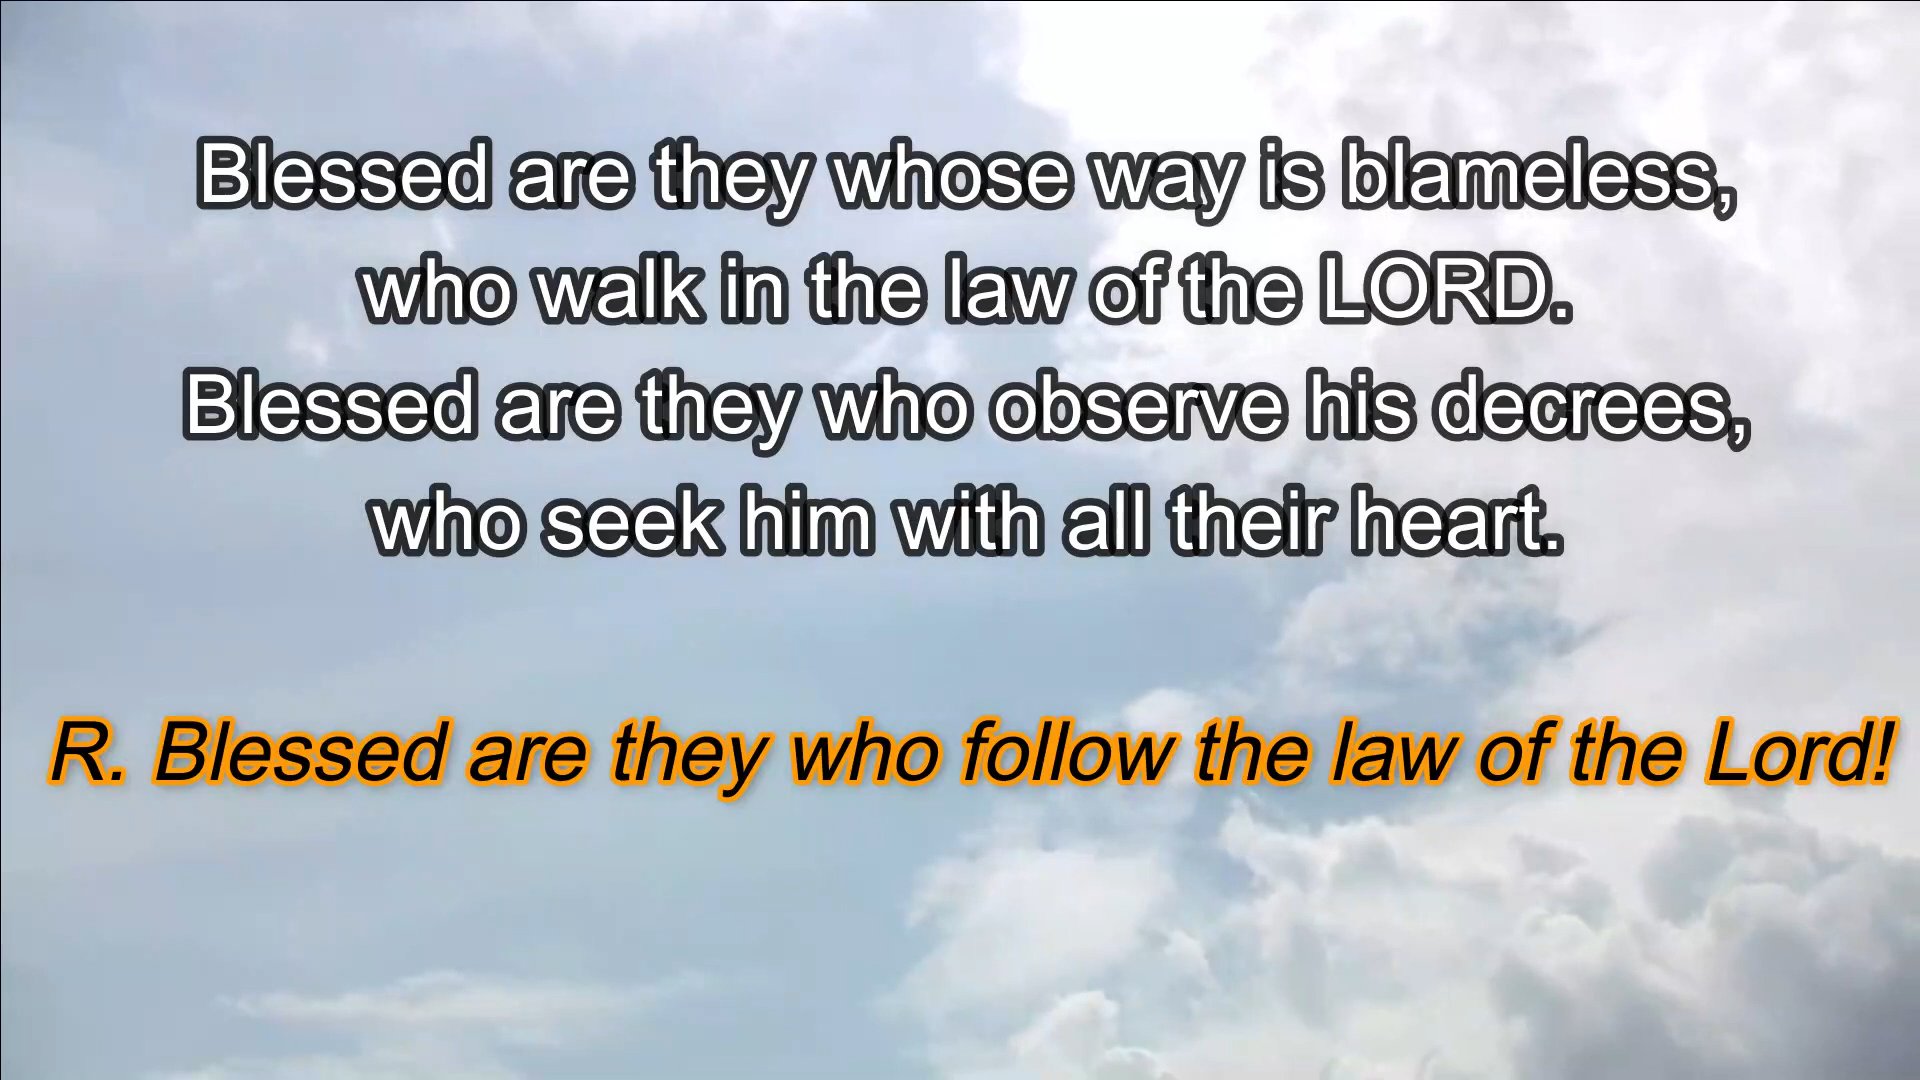 Blessed are they whose way is blameless,
who walk in the law of the LORD.
Blessed are they who observe his decrees,
who seek him with all their heart.
R. Blessed are they who follow the law of the Lord!